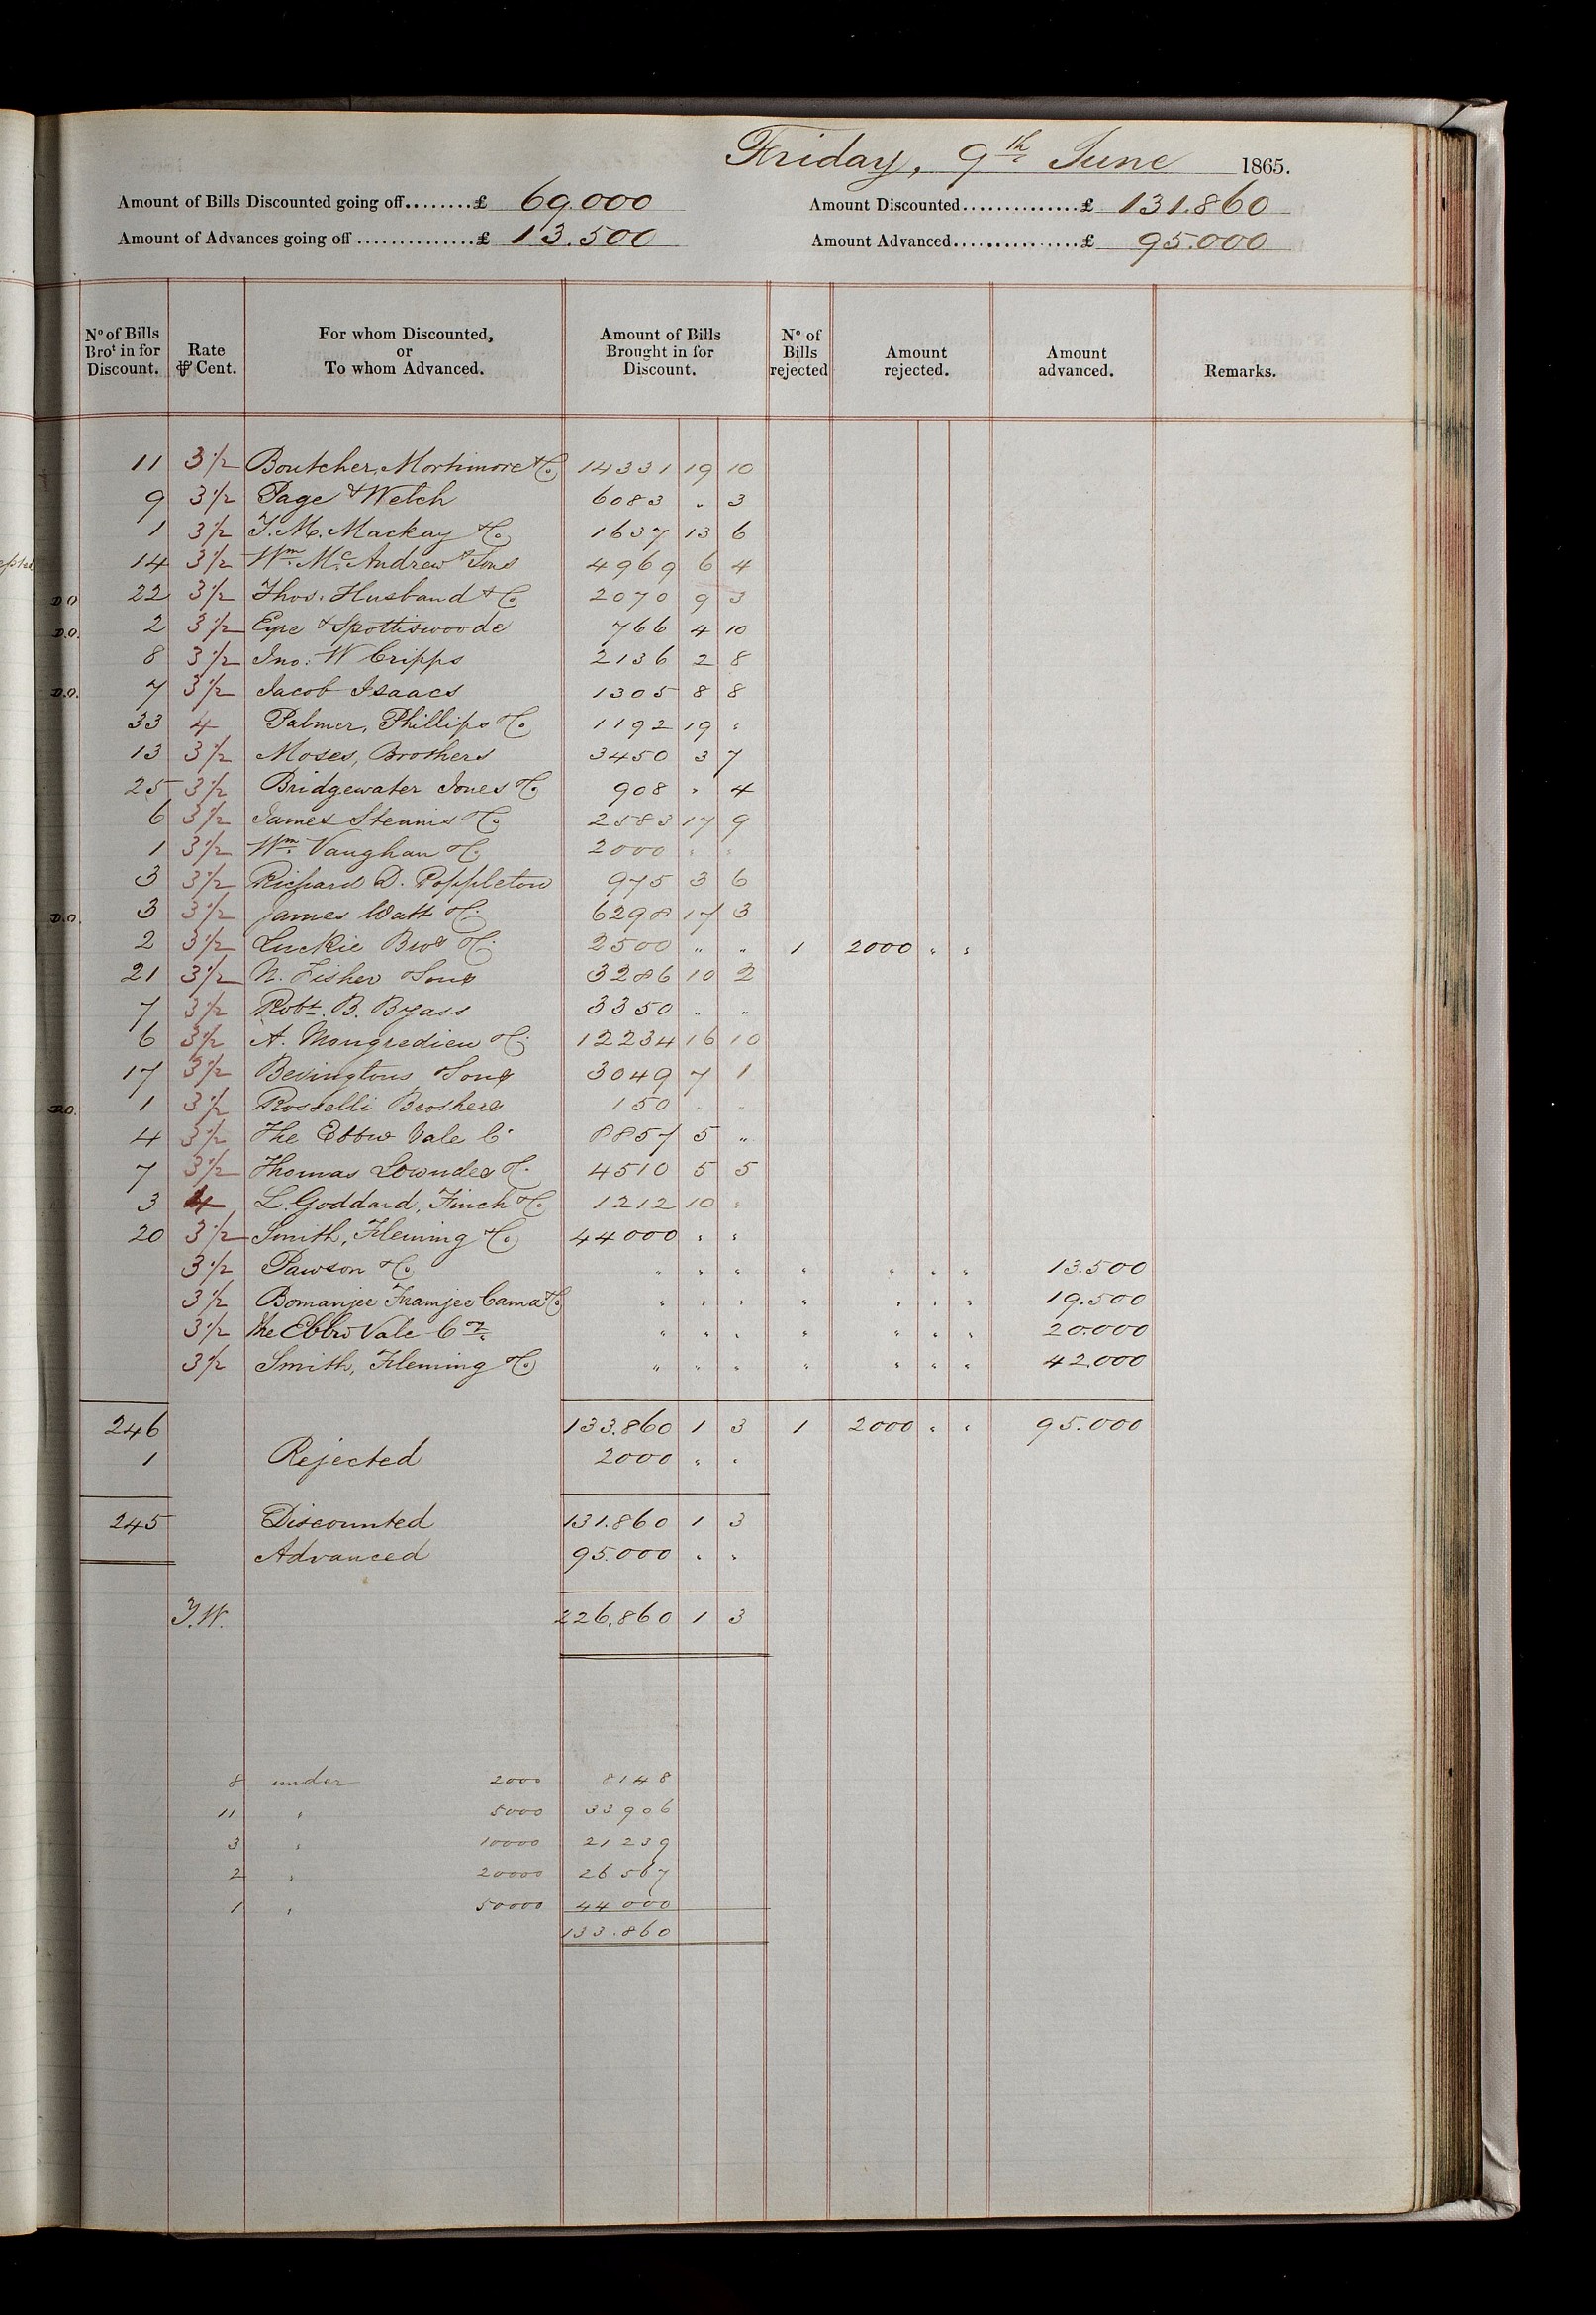 Friday, 9th June 1865.
Amount of Bills Discounted going off........£ 69.000 Amount Discounted..............£ 131.860
Amount of Advances going off..............£ 13.500 Amount Advanced...............£ 95.000
No of Bills Brot in for Discount. Rate ⅌ Cent. For whom Discounted, or To whom Advanced. Amount of Bills Brought in for Discount. No of Bills rejected Amount rejected. Amount advanced. Remarks.
11 3½ Boutcher, Mortimore & Co 14331 19 10
9 3½ Page & Welch 6083 " 3
1 3½ T. M. Mackay & Co 1637 13 6
14 3½ Wm McAndrew & Sons 4969 6 4
D.O. 22 3½ Thos. Husband & Co 2070 9 3
D.O. 2 3½ Eyre & Spottiswoode 766 4 10
8 3½ Jno. W Cripps 2136 2 8
D.O. 7 3½ Jacob Isaacs 1305 8 8
33 4 Palmer, Phillips & Co 1192 19 "
13 3½ Moses, Brothers 3450 3 7
25 3½ Bridgewater Jones & Co 908 " 4
6 3½ James Steains & Co 2583 17 9
1 3½ Wm Vaughan & Co 2000 " "
3 3½ Richard D. Poppleton 975 3 6
D.O. 3 3½ James Watt & Co 6298 17 3
2 3½ Luckie Bros & Co 2500 " " 1 2000 " "
21 3½ N. Fisher & Sons 3286 10 2
7 3½ Robt. B. Byass 3350 " "
6 3½ A. Mongredieu & Co 12234 16 10
17 3½ Bevingtons & Sons 3049 7 1
D.O. 1 3½ Rosselli Brothers 150 " "
4 3½ The Ebbw Vale Co 8857 5 "
7 3½ Thomas Lowndes & Co 4510 5 5
3 4 L. Goddard, Finch & Co 1212 10 "
20 3½ Smith, Fleming & Co 44000 " "
3½ Pawson & Co " " " " " " " 13.500
3½ Bomanjee Framjee Cama & Co " " " " " " " 19.500
3½ The Ebbw Vale Coy " " " " " " " 20.000
3½ Smith, Fleming & Co " " " " " " " 42.000
246 133.860 1 3 1 2000 " " 95.000
1 Rejected 2000 " "
245 Discounted 131.860 1 3
Advanced 95.000 " "
T.W. 226.860 1 3
8 under 2000 8148
11 " 5000 33906
3 " 10000 21239
2 " 20000 26567
1 " 50000 44000
133.860